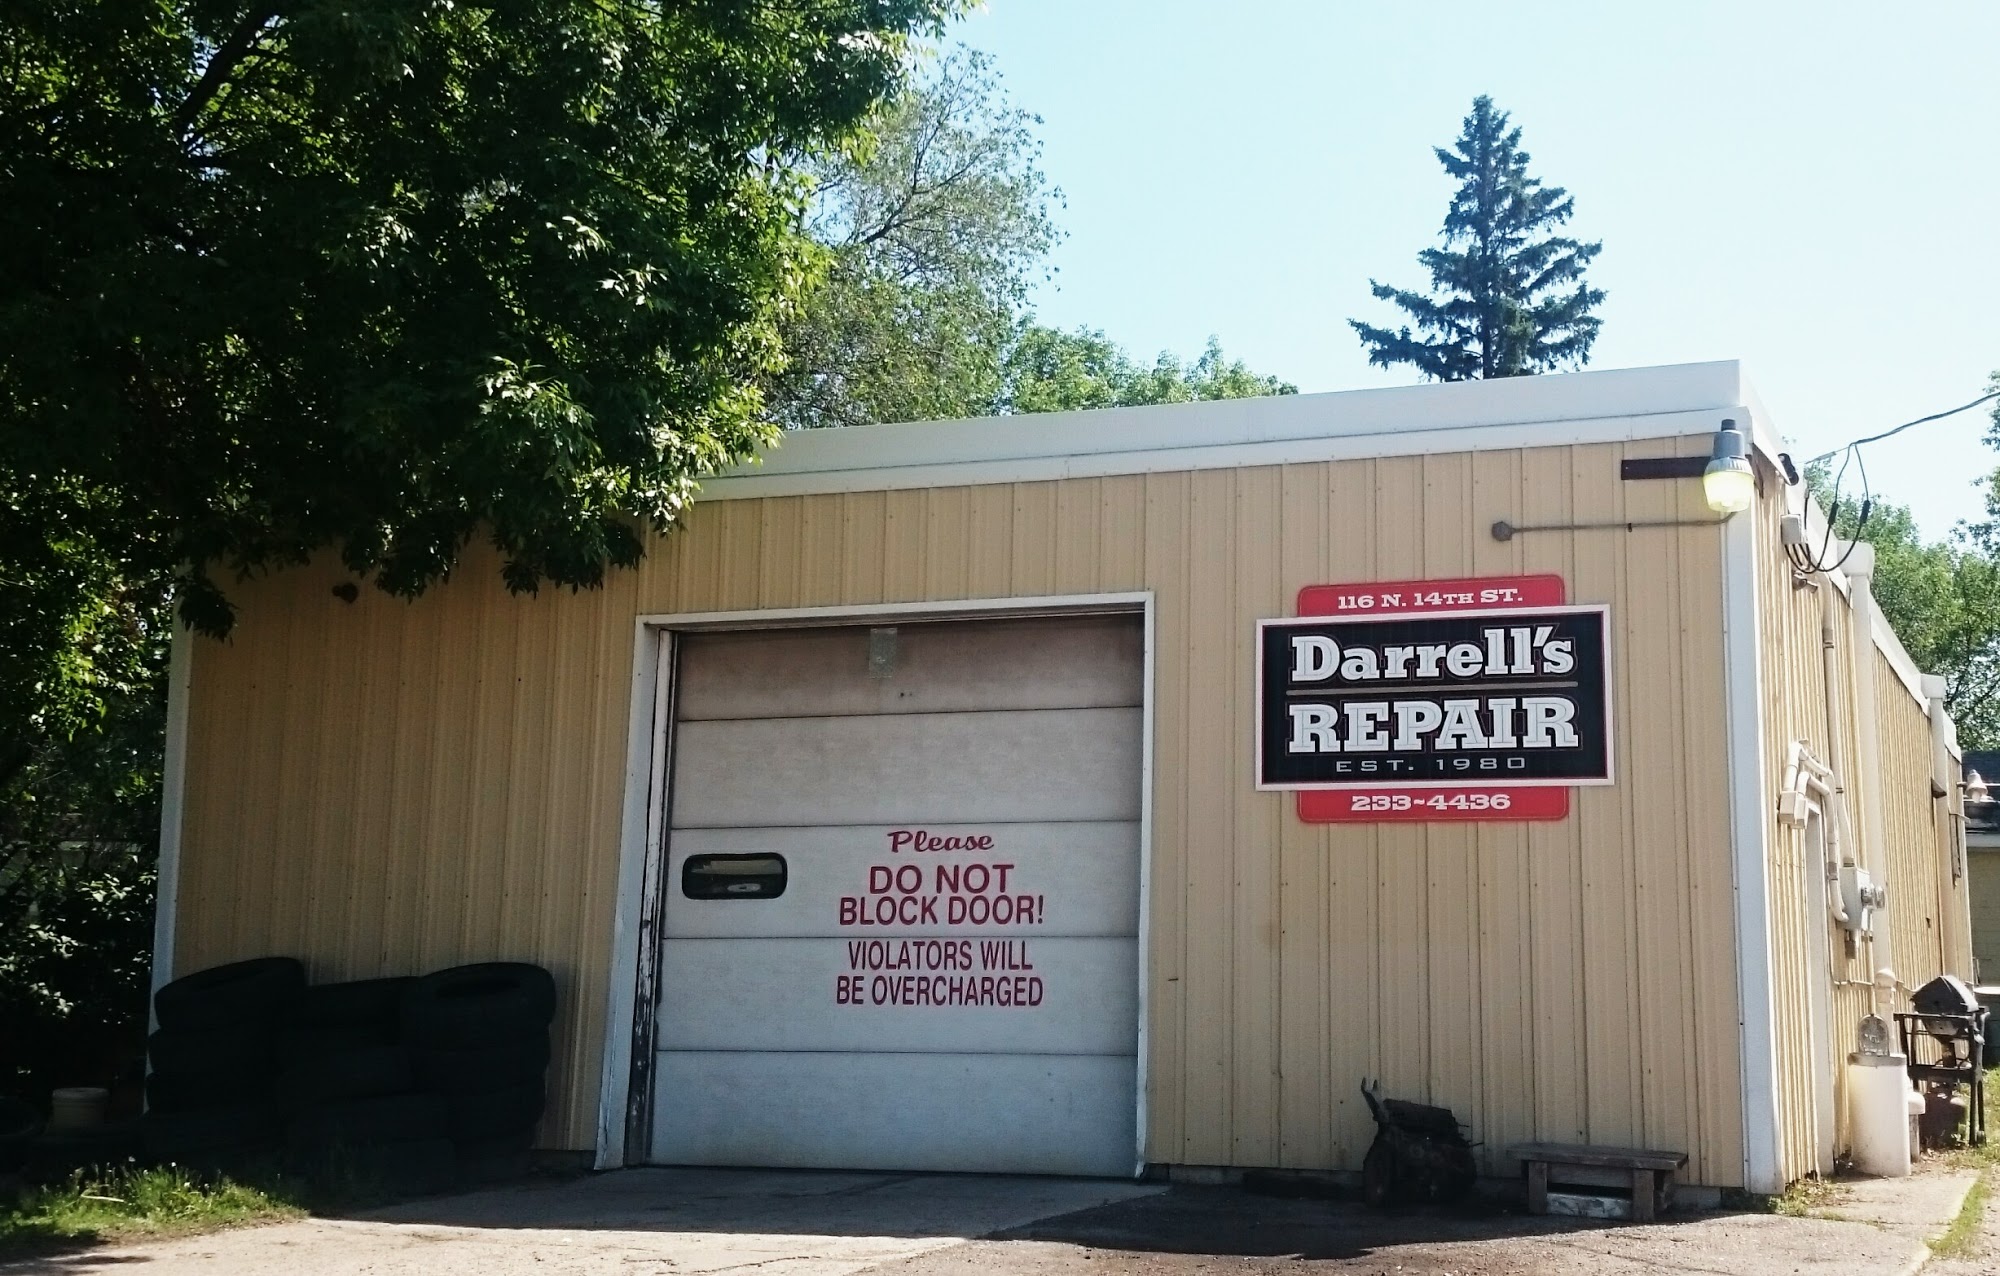 116 N. 14TH ST.
Darrell's
REPAIR
EST. 1980
233~4436
Please
DO NOT
BLOCK DOOR!
VIOLATORS WILL
BE OVERCHARGED